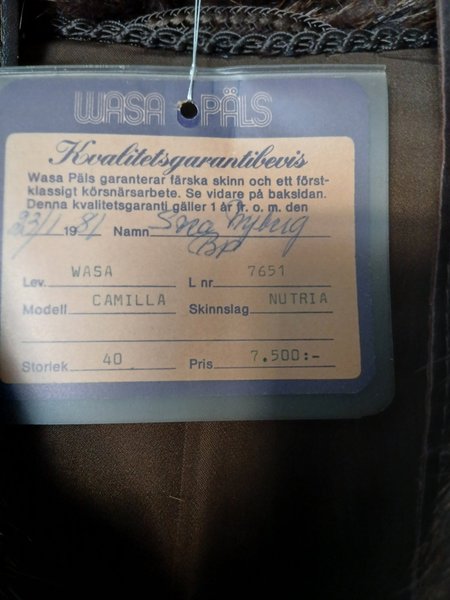 WASA PÄLS
Kvalitetsgarantibevis
Wasa Päls garanterar färska skinn och ett först-
klassigt körsnärsarbete. Se vidare på baksidan.
Denna kvalitetsgaranti gäller 1 år fr. o. m. den
23/1 1981 Namn
Lev. WASA L nr 7651
Modell CAMILLA Skinnslag NUTRIA
Storlek 40 Pris 7.500:-